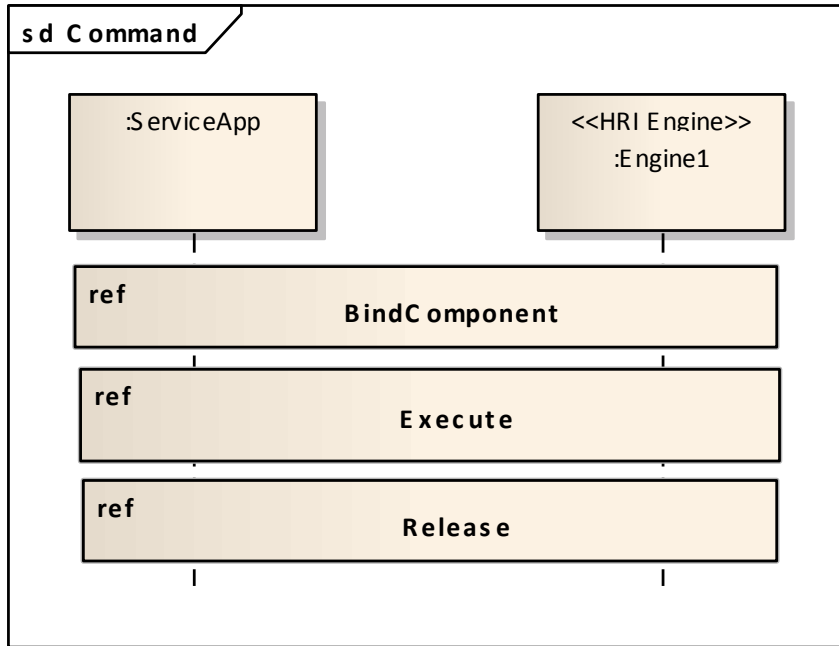 sd Command
:ServiceApp
<<HRI Engine>>
:Engine1
ref
BindComponent
ref
Execute
ref
Release